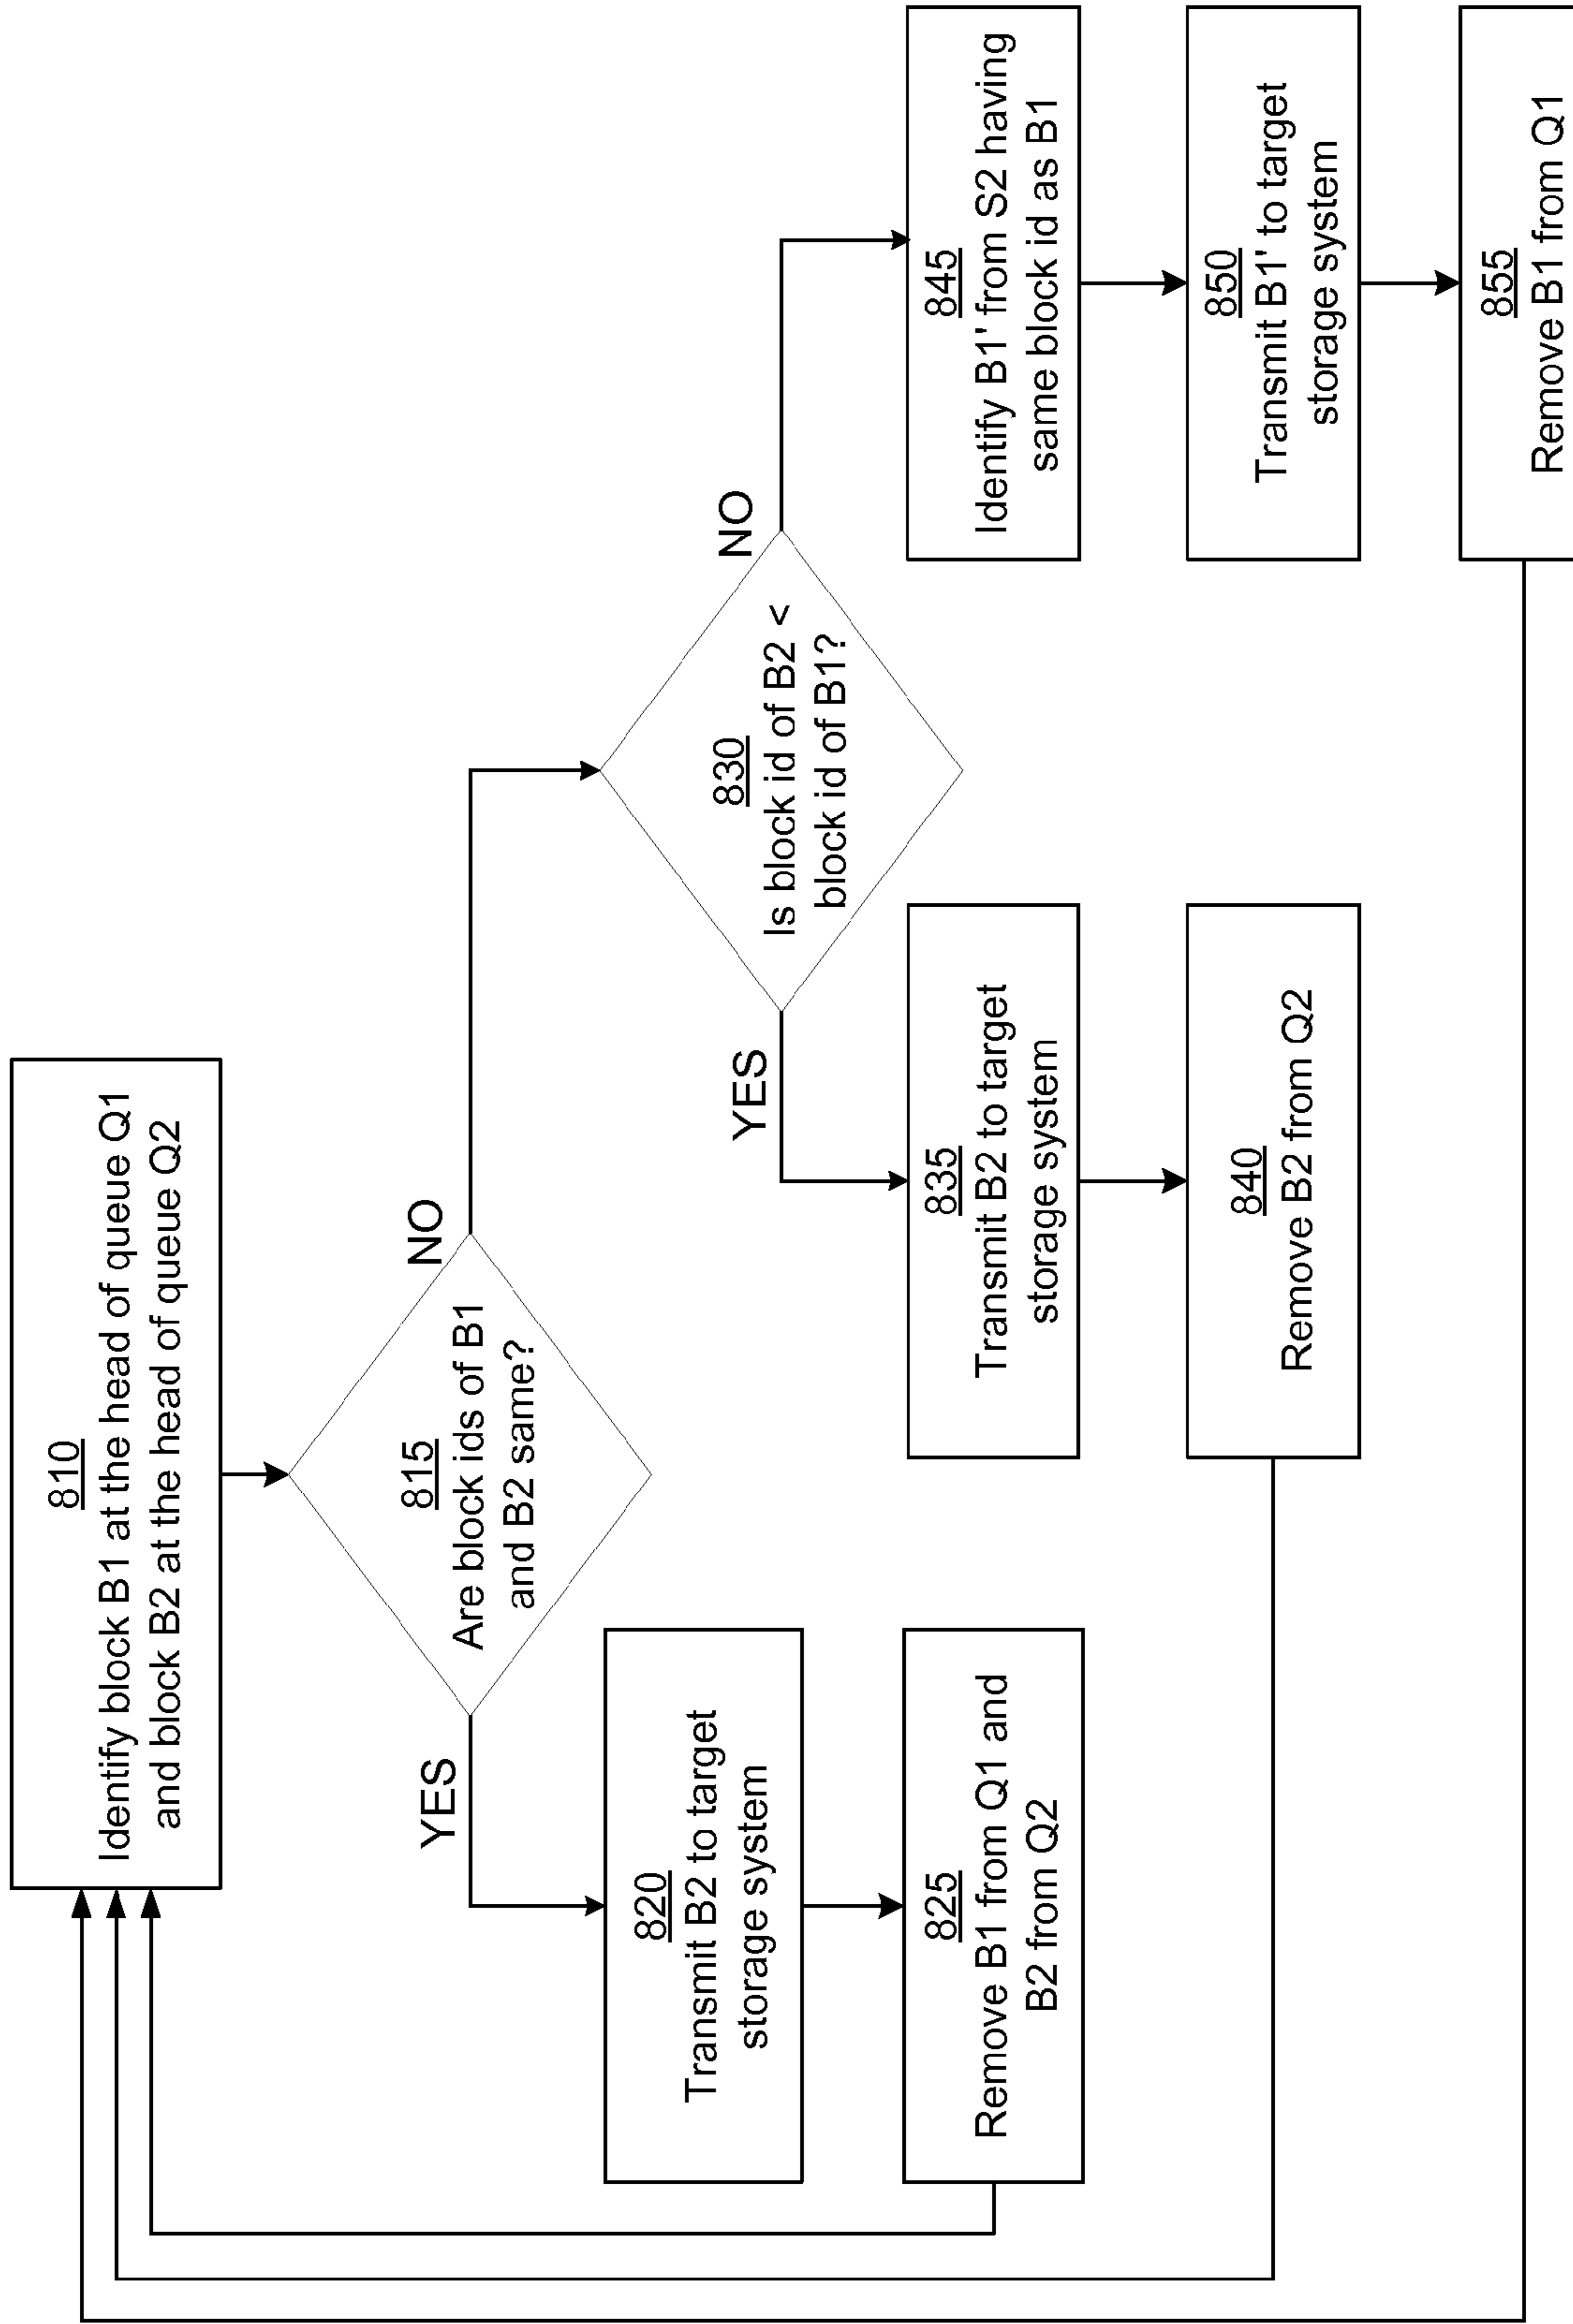 810
Identify block B1 at the head of queue Q1
and block B2 at the head of queue Q2
815
Are block ids of B1
and B2 same?
YES
NO
820
Transmit B2 to target
storage system
825
Remove B1 from Q1 and
B2 from Q2
830
Is block id of B2 <
block id of B1?
YES
NO
835
Transmit B2 to target
storage system
840
Remove B2 from Q2
845
Identify B1' from S2 having
same block id as B1
850
Transmit B1' to target
storage system
855
Remove B1 from Q1